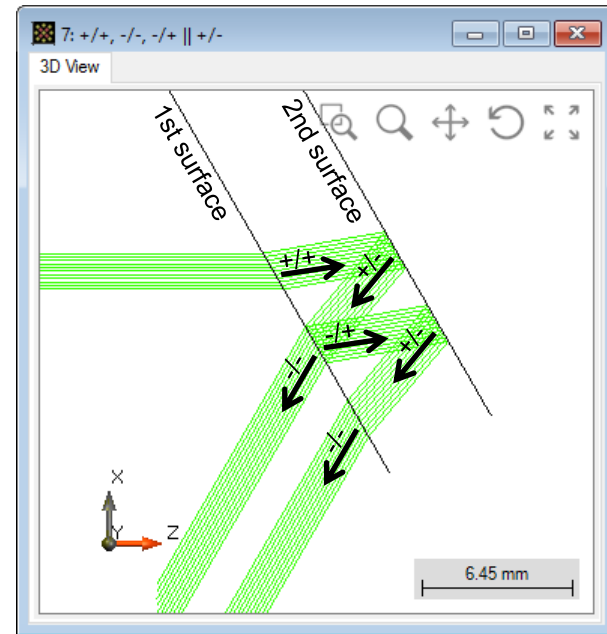 7: +/+, -/-, -/+ || +/-
3D View
1st surface
2nd surface
+/+
+/-
-/+
+/-
-/-
-/-
X
Y
Z
6.45 mm